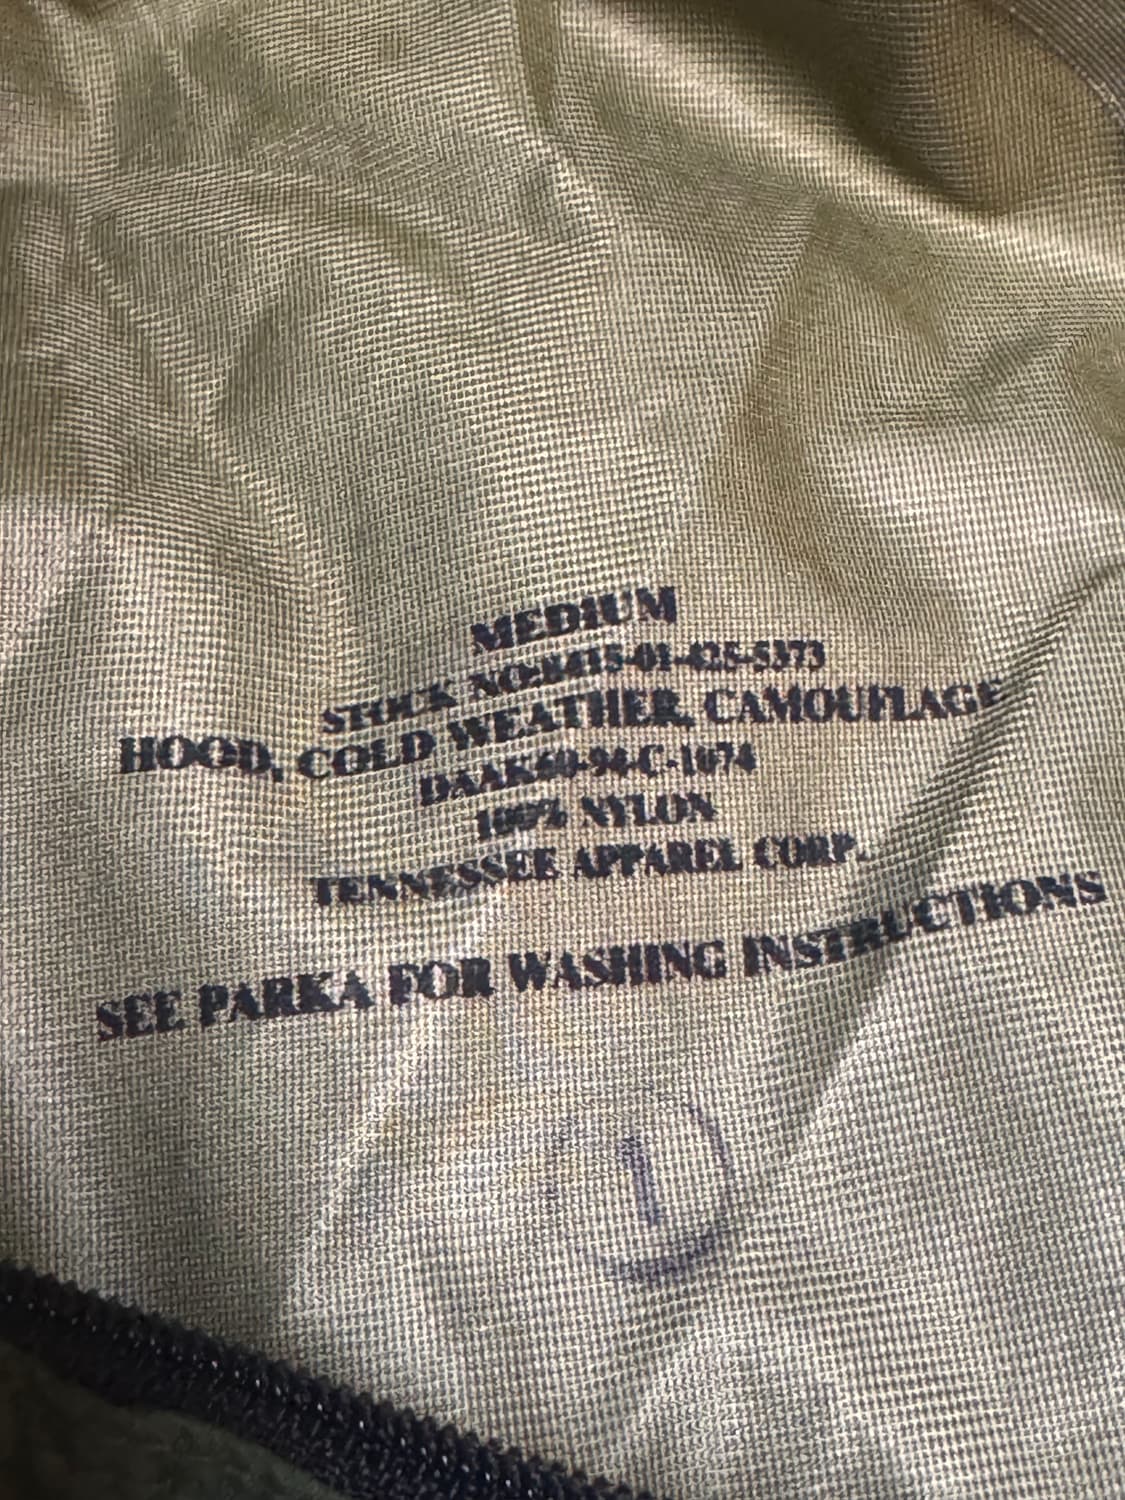 MEDIUM
STOCK NO:8415-01-425-5373
HOOD, COLD WEATHER, CAMOUFLAGE
DAAK60-94-C-1074
100% NYLON
TENNESSEE APPAREL CORP.
SEE PARKA FOR WASHING INSTRUCTIONS
1